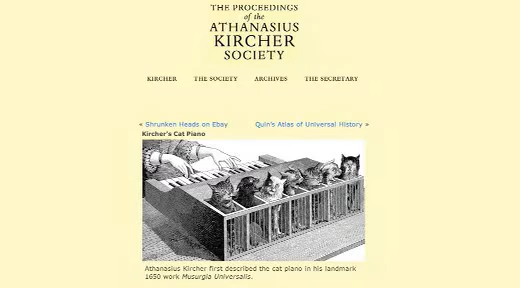 THE PROCEEDINGS
of the
ATHANASIUS
KIRCHER
SOCIETY
KIRCHER THE SOCIETY ARCHIVES THE SECRETARY
« Shrunken Heads on Ebay Quin's Atlas of Universal History »
Kircher's Cat Piano
Athanasius Kircher first described the cat piano in his landmark
1650 work Musurgia Universalis.